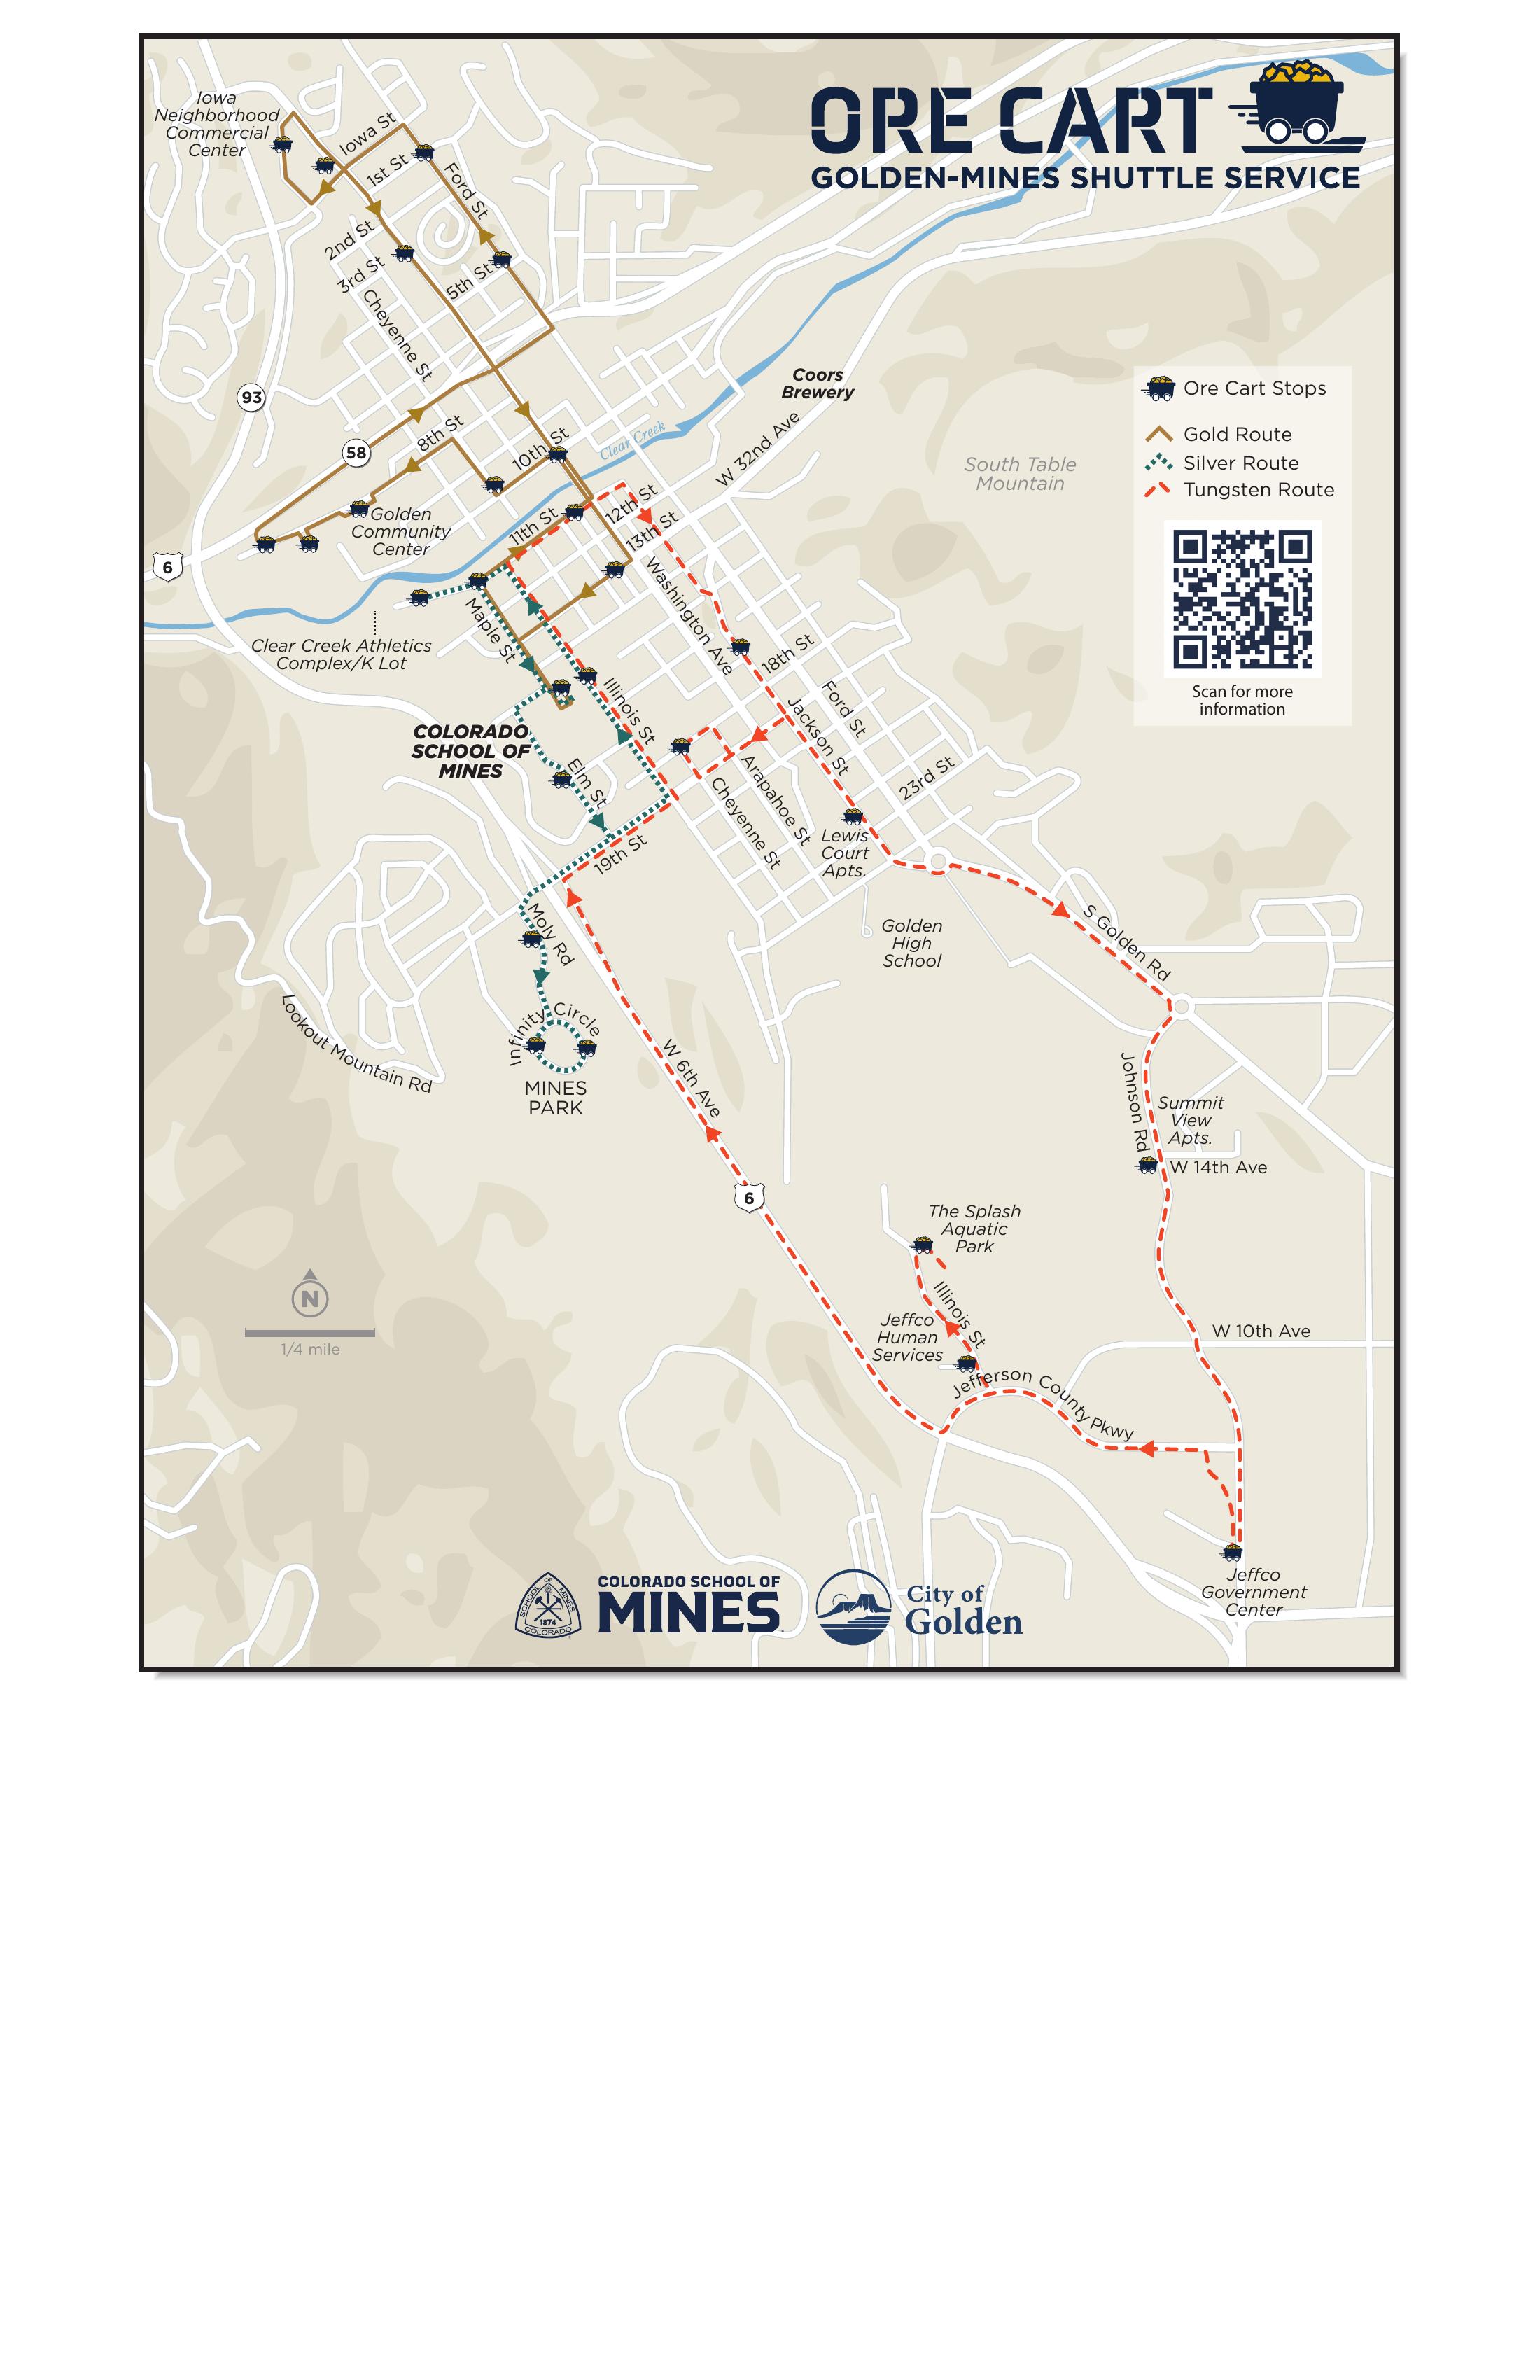 ORE CART
GOLDEN-MINES SHUTTLE SERVICE
Iowa
Neighborhood
Commercial
Center
Iowa St
1st St
Ford St
2nd St
3rd St
5th St
Cheyenne St
93
58
8th St
10th St
Clear Creek
Coors
Brewery
W 32nd Ave
South Table
Mountain
Ore Cart Stops
Gold Route
Silver Route
Tungsten Route
Scan for more
information
6
Golden
Community
Center
11th St
12th St
13th St
Clear Creek Athletics
Complex/K Lot
Maple St
Washington Ave
18th St
Illinois St
Ford St
Jackson St
COLORADO
SCHOOL OF
MINES
Elm St
Arapahoe St
Cheyenne St
23rd St
Lewis
Court
Apts.
19th St
Moly Rd
Golden
High
School
S Golden Rd
Lookout Mountain Rd
Infinity Circle
MINES
PARK
W 6th Ave
Johnson Rd
Summit
View
Apts.
W 14th Ave
6
The Splash
Aquatic
Park
Illinois St
Jeffco
Human
Services
W 10th Ave
Jefferson County Pkwy
N
1/4 mile
Jeffco
Government
Center
SCHOOL OF MINES
1874
COLORADO
COLORADO SCHOOL OF
MINES
City of
Golden